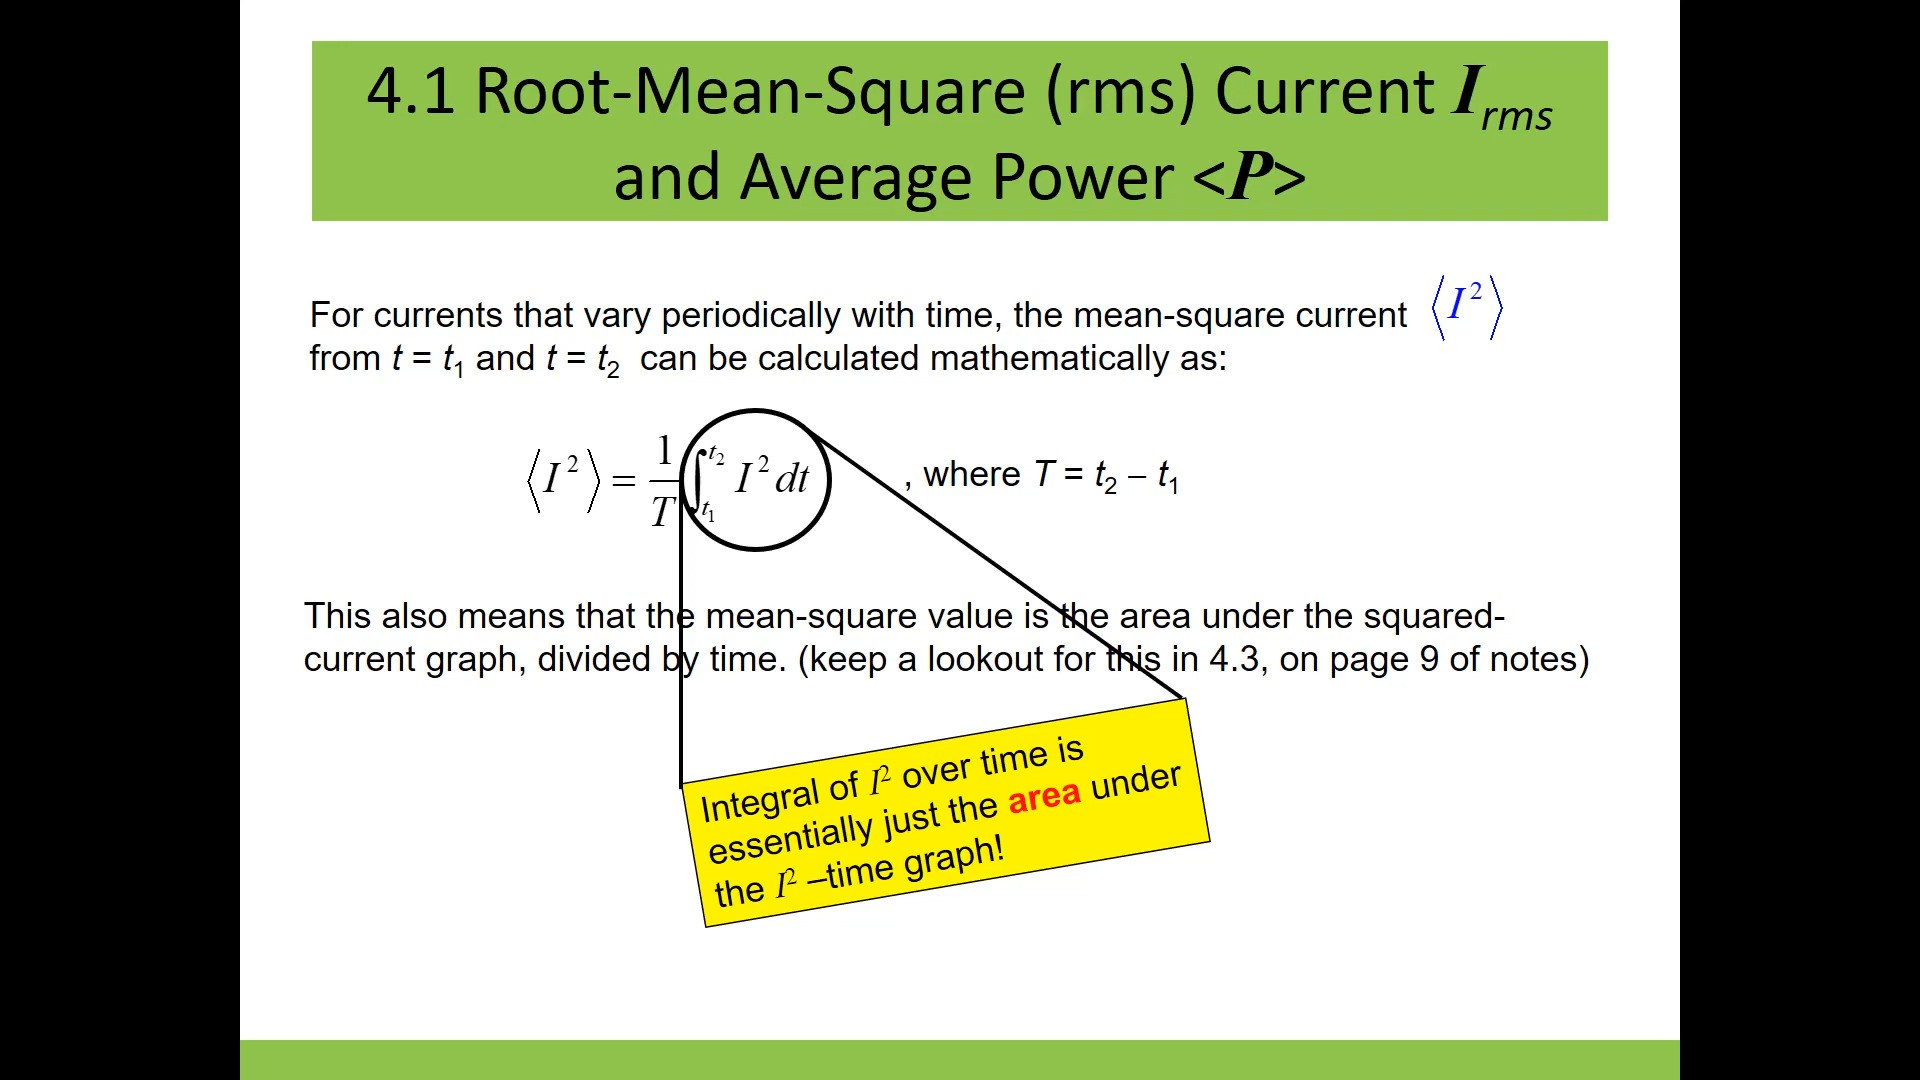 4.1 Root-Mean-Square (rms) Current I_rms
and Average Power <P>
For currents that vary periodically with time, the mean-square current ⟨I²⟩
from t = t₁ and t = t₂ can be calculated mathematically as:
⟨I²⟩ = 1/T ∫_{t₁}^{t₂} I² dt , where T = t₂ – t₁
This also means that the mean-square value is the area under the squared-
current graph, divided by time. (keep a lookout for this in 4.3, on page 9 of notes)
Integral of I² over time is
essentially just the area under
the I² –time graph!